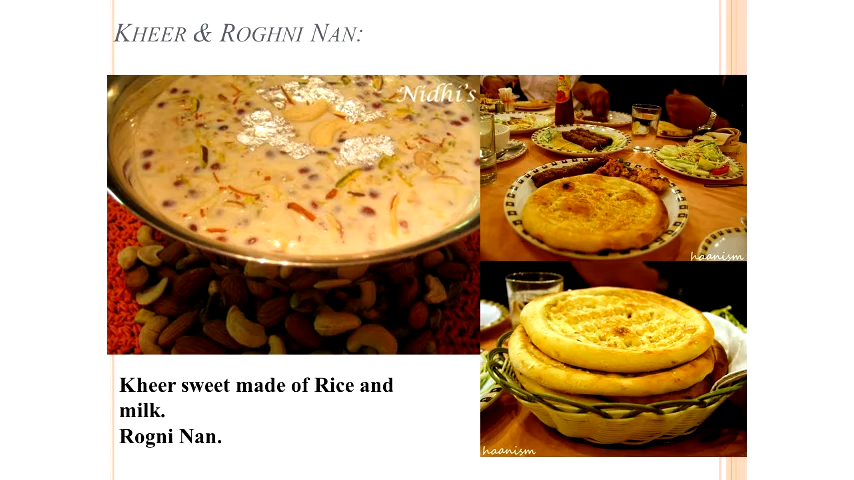 KHEER & ROGHNI NAN:
Nidhi's
haanism
haanism
Kheer sweet made of Rice and
milk.
Rogni Nan.